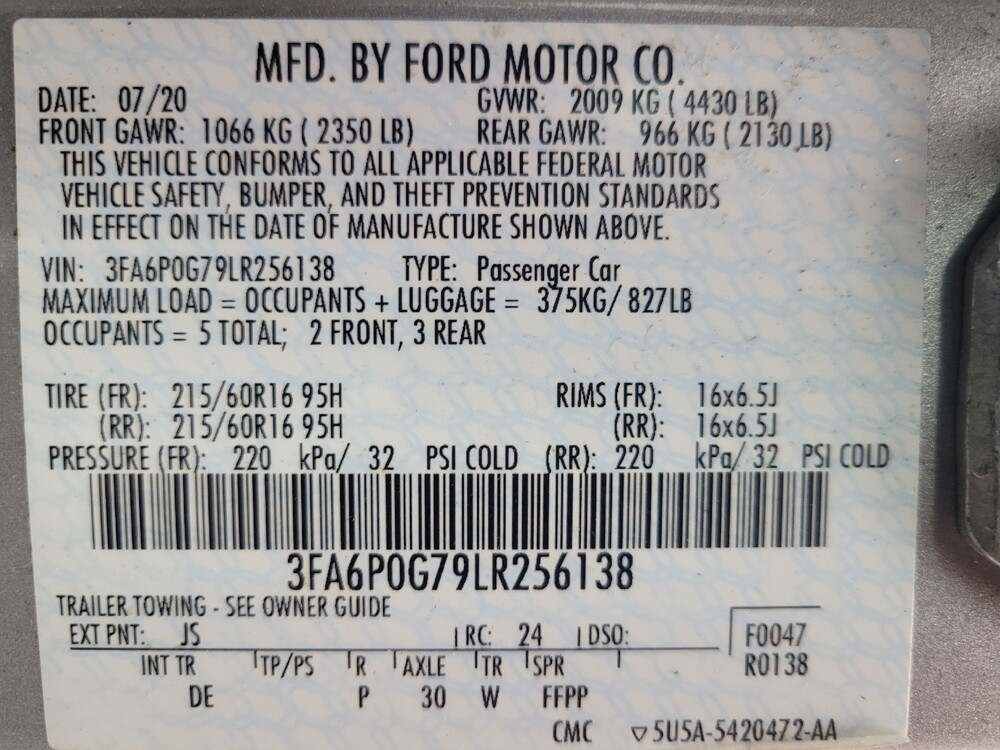 MFD. BY FORD MOTOR CO.
DATE: 07/20 GVWR: 2009 KG ( 4430 LB)
FRONT GAWR: 1066 KG ( 2350 LB) REAR GAWR: 966 KG ( 2130 LB)
THIS VEHICLE CONFORMS TO ALL APPLICABLE FEDERAL MOTOR
VEHICLE SAFETY, BUMPER, AND THEFT PREVENTION STANDARDS
IN EFFECT ON THE DATE OF MANUFACTURE SHOWN ABOVE.
VIN: 3FA6P0G79LR256138 TYPE: Passenger Car
MAXIMUM LOAD = OCCUPANTS + LUGGAGE = 375KG/ 827LB
OCCUPANTS = 5 TOTAL; 2 FRONT, 3 REAR
TIRE (FR): 215/60R16 95H RIMS (FR): 16x6.5J
(RR): 215/60R16 95H (RR): 16x6.5J
PRESSURE (FR): 220 kPa/ 32 PSI COLD (RR): 220 kPa/ 32 PSI COLD
3FA6P0G79LR256138
TRAILER TOWING - SEE OWNER GUIDE
EXT PNT: JS RC: 24 DSO: F0047
INT TR TP/PS R AXLE TR SPR R0138
DE P 30 W FFPP
CMC ▽5U5A-5420472-AA